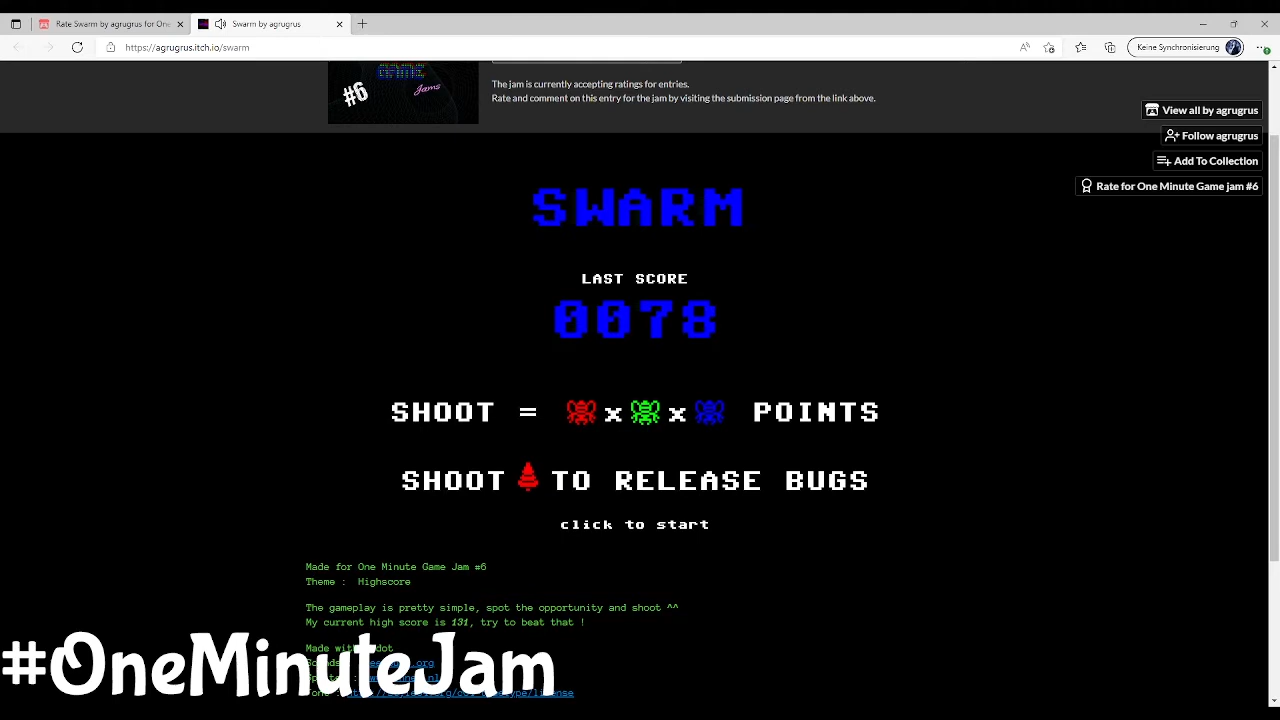 Rate Swarm by agrugrus for One
Swarm by agrugrus
https://agrugrus.itch.io/swarm
Keine Synchronisierung
#6
GAME
Jams
The jam is currently accepting ratings for entries.
Rate and comment on this entry for the jam by visiting the submission page from the link above.
View all by agrugrus
Follow agrugrus
Add To Collection
Rate for One Minute Game jam #6
SWARM
LAST SCORE
0078
SHOOT = x x POINTS
SHOOT TO RELEASE BUGS
click to start
Made for One Minute Game Jam #6
Theme : Highscore
The gameplay is pretty simple, spot the opportunity and shoot ^^
My current high score is 131, try to beat that !
Made with
#OneMinuteJam